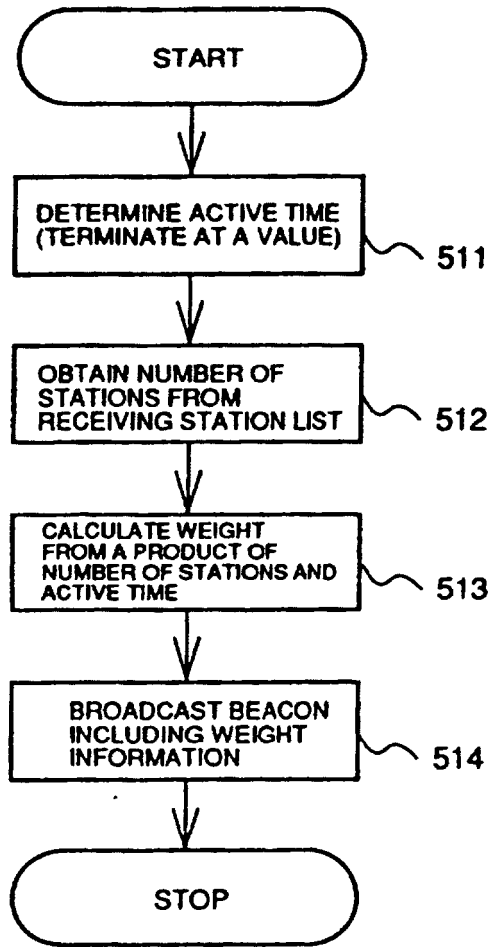 START
DETERMINE ACTIVE TIME
(TERMINATE AT A VALUE)
511
OBTAIN NUMBER OF
STATIONS FROM
RECEIVING STATION LIST
512
CALCULATE WEIGHT
FROM A PRODUCT OF
NUMBER OF STATIONS AND
ACTIVE TIME
513
BROADCAST BEACON
INCLUDING WEIGHT
INFORMATION
514
STOP